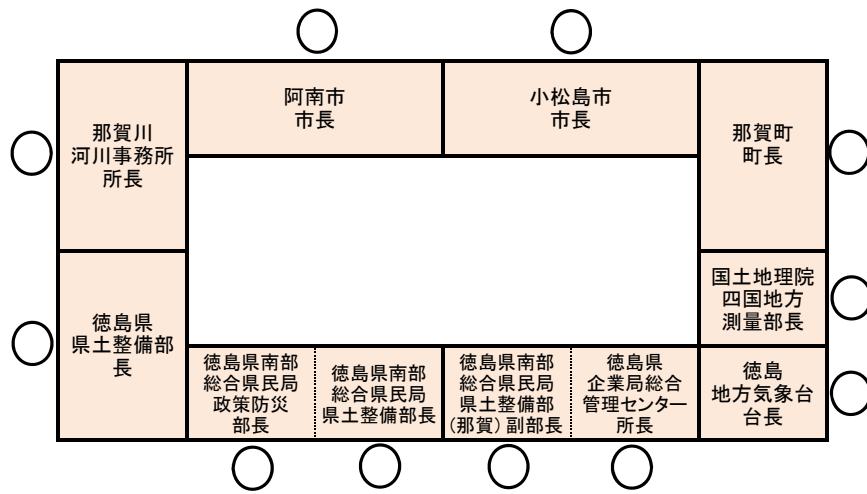 阿南市
市長
小松島市
市長
那賀川
河川事務所
所長
那賀町
町長
徳島県
県土整備部
長
国土地理院
四国地方
測量部長
徳島県南部
総合県民局
政策防災
部長
徳島県南部
総合県民局
県土整備部長
徳島県南部
総合県民局
県土整備部
(那賀)副部長
徳島県
企業局総合
管理センター
所長
徳島
地方気象台
台長